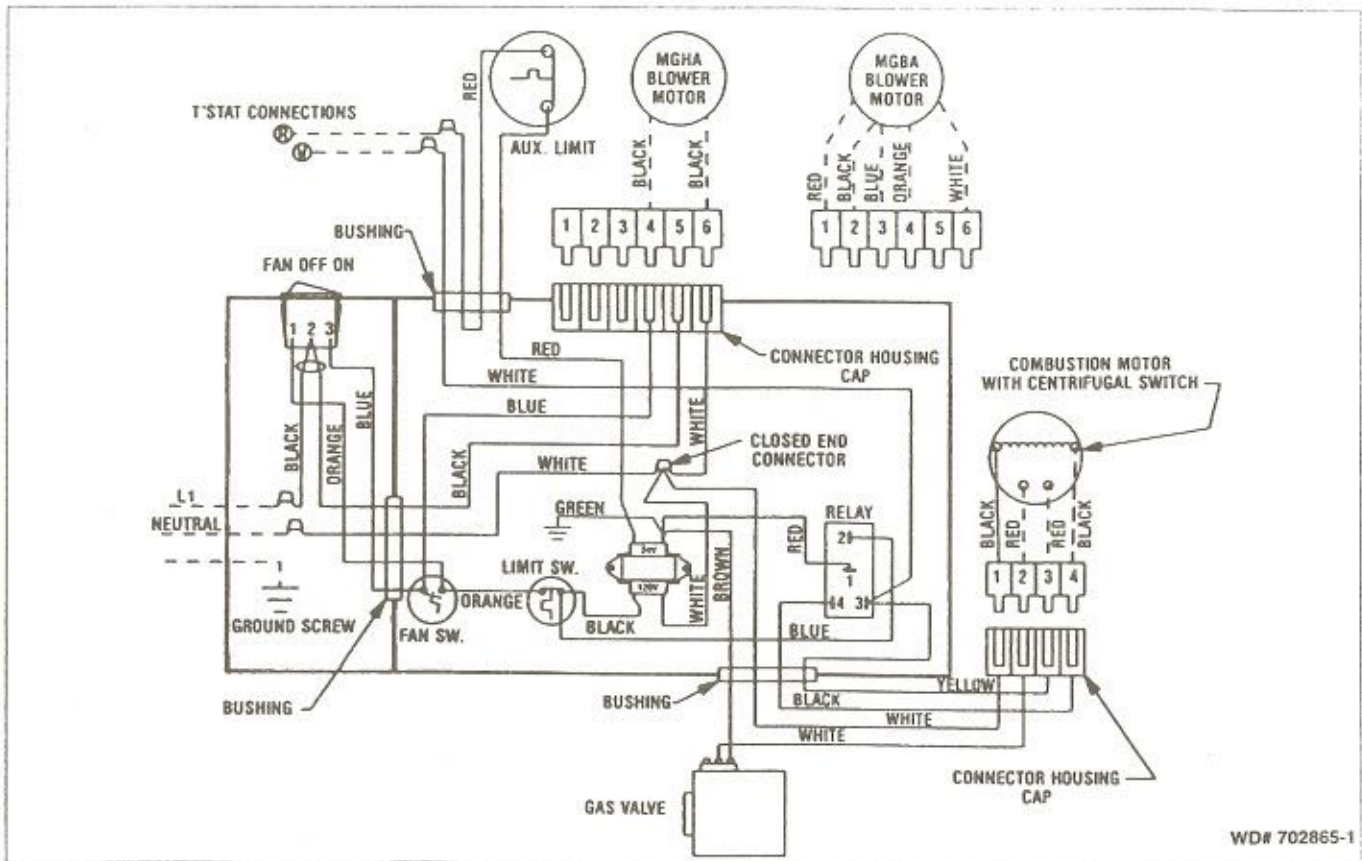 MGHA
BLOWER
MOTOR
MGBA
BLOWER
MOTOR
RED
T'STAT CONNECTIONS
R
W
AUX. LIMIT
BLACK
BLACK
RED
BLACK
BLUE
ORANGE
WHITE
1 2 3 4 5 6
1 2 3 4 5 6
BUSHING
FAN OFF ON
1 2 3
RED
WHITE
BLUE
CONNECTOR HOUSING
CAP
COMBUSTION MOTOR
WITH CENTRIFUGAL SWITCH
BLACK
ORANGE
BLUE
BLACK
WHITE
WHITE
CLOSED END
CONNECTOR
L1
NEUTRAL
GREEN
RELAY
2
1
4 3
RED
BLACK
RED
RED
BLACK
1 2 3 4
24V
120V
LIMIT SW.
ORANGE
BLACK
WHITE
BROWN
BLUE
GROUND SCREW
FAN SW.
BUSHING
BUSHING
YELLOW
BLACK
WHITE
WHITE
GAS VALVE
CONNECTOR HOUSING
CAP
WD# 702865-1